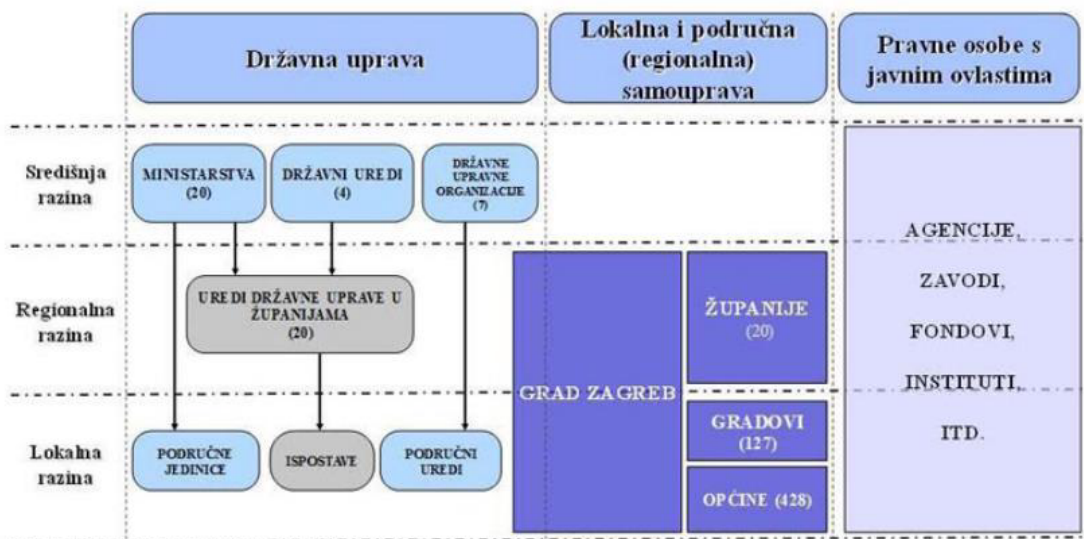 Državna uprava
Lokalna i područna
(regionalna)
samouprava
Pravne osobe s
javnim ovlastima
Središnja
razina
MINISTARSTVA
(20)
DRŽAVNI UREDI
(4)
DRŽAVNE
UPRAVNE
ORGANIZACIJE
(7)
Regionalna
razina
UREDI DRŽAVNE UPRAVE U
ŽUPANIJAMA
(20)
GRAD ZAGREB
ŽUPANIJE
(20)
Lokalna
razina
PODRUČNE
JEDINICE
ISPOSTAVE
PODRUČNI
UREDI
GRADOVI
(127)
OPĆINE (428)
AGENCIJE,
ZAVODI,
FONDOVI,
INSTITUTI,
ITD.